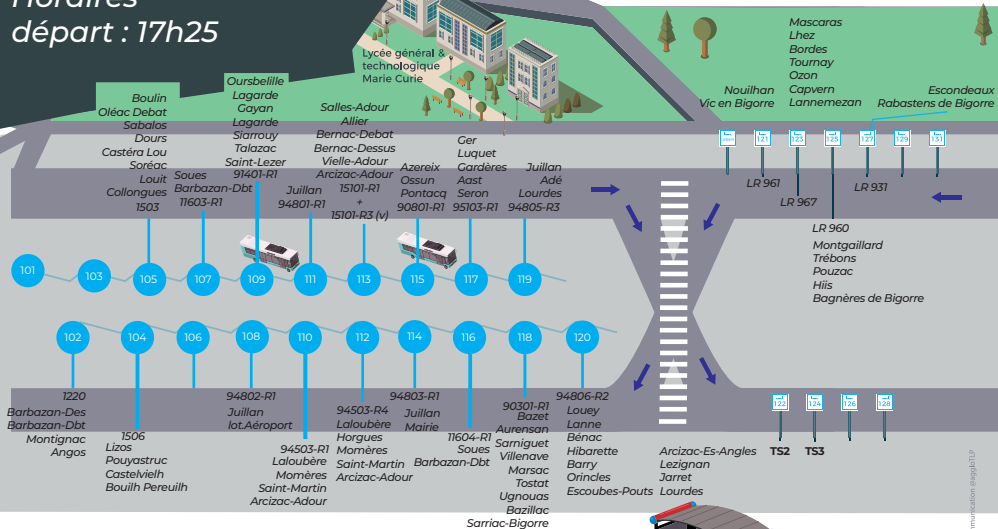 Horaires
départ : 17h25
Lycée général &
technologique
Marie Curie
Boulin
Oléac Debat
Sabalos
Dours
Castéra Lou
Soréac
Louit
Collongues
1503
Soues
Barbazan-Dbt
11603-R1
Oursbelille
Lagarde
Gayan
Lagarde
Siarrouy
Talazac
Saint-Lezer
91401-R1
Juillan
94801-R1
Salles-Adour
Allier
Bernac-Debat
Bernac-Dessus
Vielle-Adour
Arcizac-Adour
15101-R1
+
15101-R3 (v)
Azereix
Ossun
Pontacq
90801-R1
Ger
Luquet
Gardères
Aast
Seron
95103-R1
Juillan
Adé
Lourdes
94805-R3
Nouilhan
Vic en Bigorre
Mascaras
Lhez
Bordes
Tournay
Ozon
Capvern
Lannemezan
Escondeaux
Rabastens de Bigorre
121
123
125
127
129
131
LR 961
LR 967
LR 931
LR 960
Montgaillard
Trébons
Pouzac
Hiis
Bagnères de Bigorre
101
103
105
107
109
111
113
115
117
119
102
104
106
108
110
112
114
116
118
120
1220
Barbazan-Des
Barbazan-Dbt
Montignac
Angos
1506
Lizos
Pouyastruc
Castelvielh
Bouilh Pereuilh
94802-R1
Juillan
lot.Aéroport
94503-R1
Laloubère
Momères
Saint-Martin
Arcizac-Adour
94503-R4
Laloubère
Horgues
Momères
Saint-Martin
Arcizac-Adour
94803-R1
Juillan
Mairie
11604-R1
Soues
Barbazan-Dbt
90301-R1
Bazet
Aurensan
Sarniguet
Villenave
Marsac
Tostat
Ugnouas
Bazillac
Sarriac-Bigorre
94806-R2
Louey
Lanne
Bénac
Hibarette
Barry
Orincles
Escoubes-Pouts
Arcizac-Es-Angles
Lezignan
Jarret
Lourdes
122
124
126
128
TS2
TS3
mmunication @aggloTLP